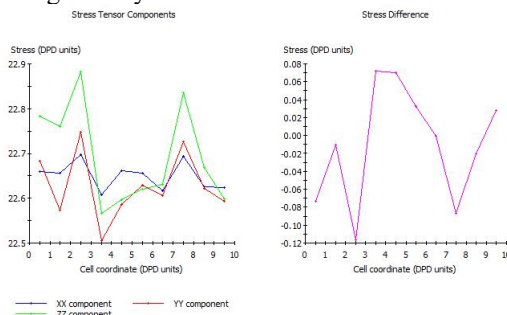 Stress Tensor Components
Stress (DPD units)
22.9
22.8
22.7
22.6
22.5
0 1 2 3 4 5 6 7 8 9 10
Cell coordinate (DPD units)
XX component
YY component
ZZ component
Stress Difference
Stress (DPD units)
0.08
0.06
0.04
0.02
0.00
-0.02
-0.04
-0.06
-0.08
-0.10
-0.12
0 1 2 3 4 5 6 7 8 9 10
Cell coordinate (DPD units)